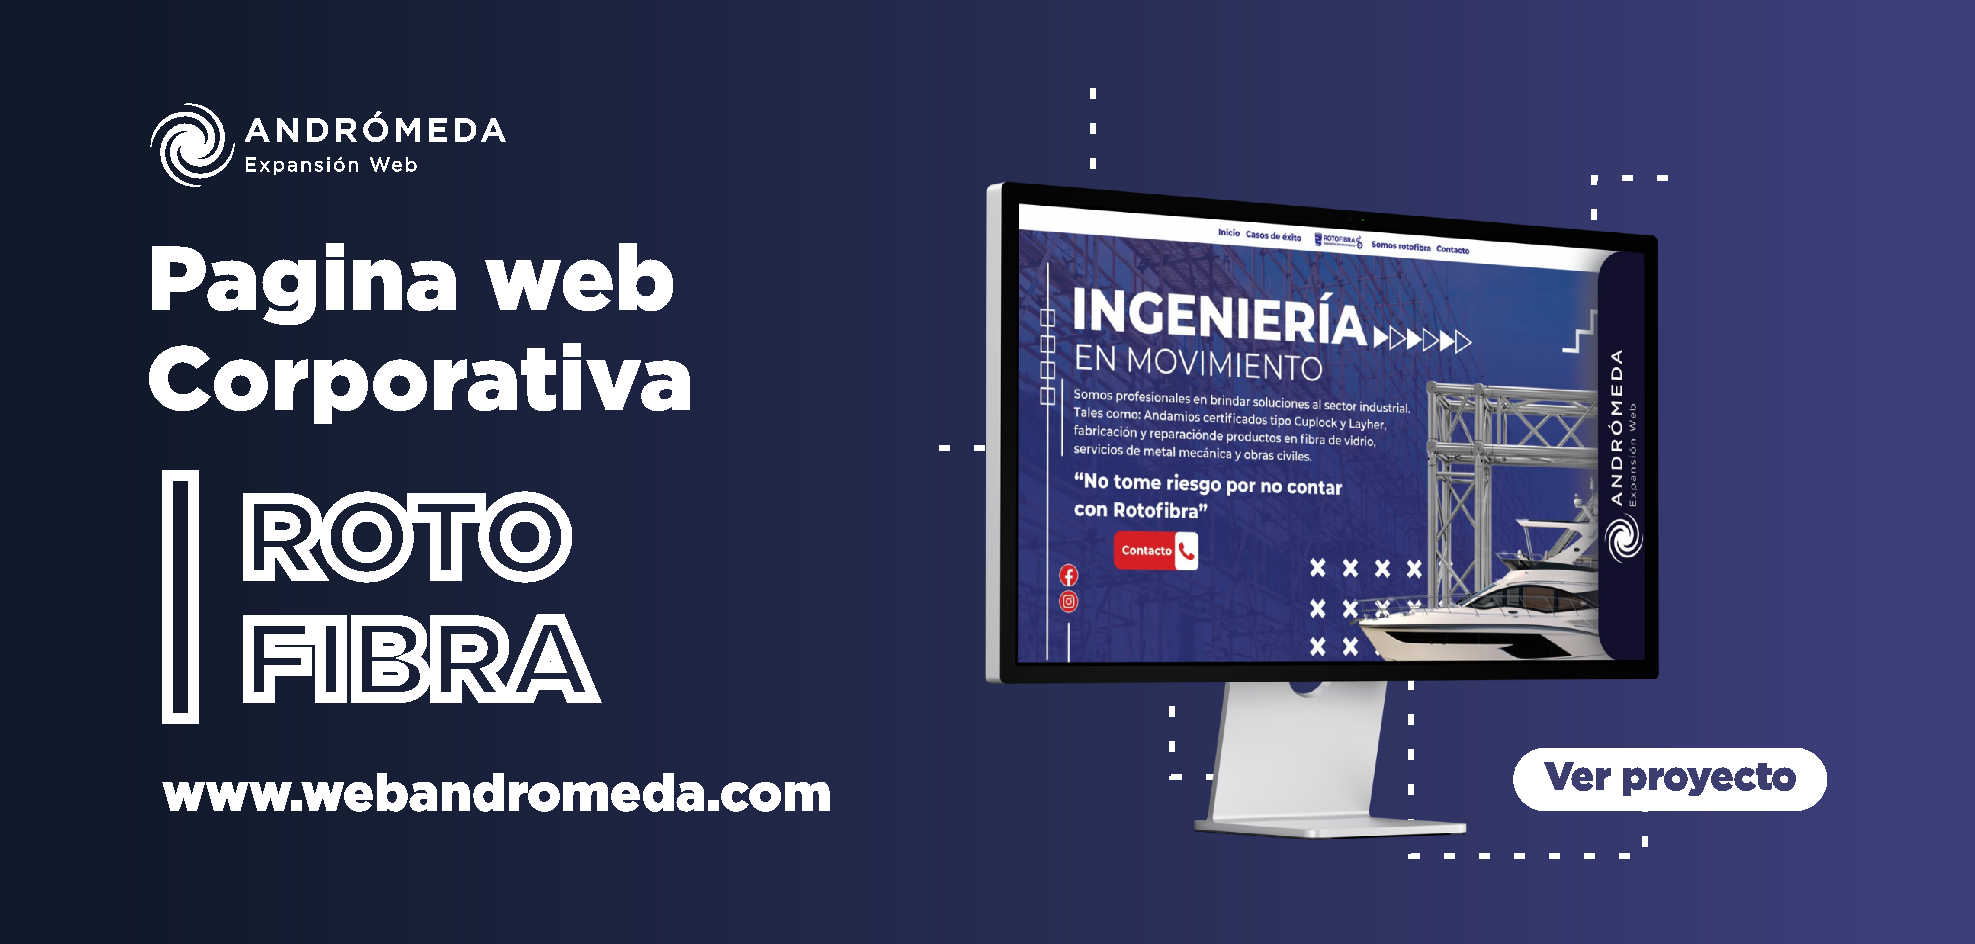 ANDRÓMEDA
Expansión Web
Pagina web
Corporativa
ROTO
FIBRA
www.webandromeda.com
Inicio Casos de éxito ROTOFIBRA Somos rotofibra Contacto
INGENIERÍA
EN MOVIMIENTO
Somos profesionales en brindar soluciones al sector industrial.
Tales como: Andamios certificados tipo Cuplock y Layher,
fabricación y reparaciónde productos en fibra de vidrio,
servicios de metal mecánica y obras civiles.
“No tome riesgo por no contar
con Rotofibra”
Contacto
ANDRÓMEDA
Expansión Web
Ver proyecto